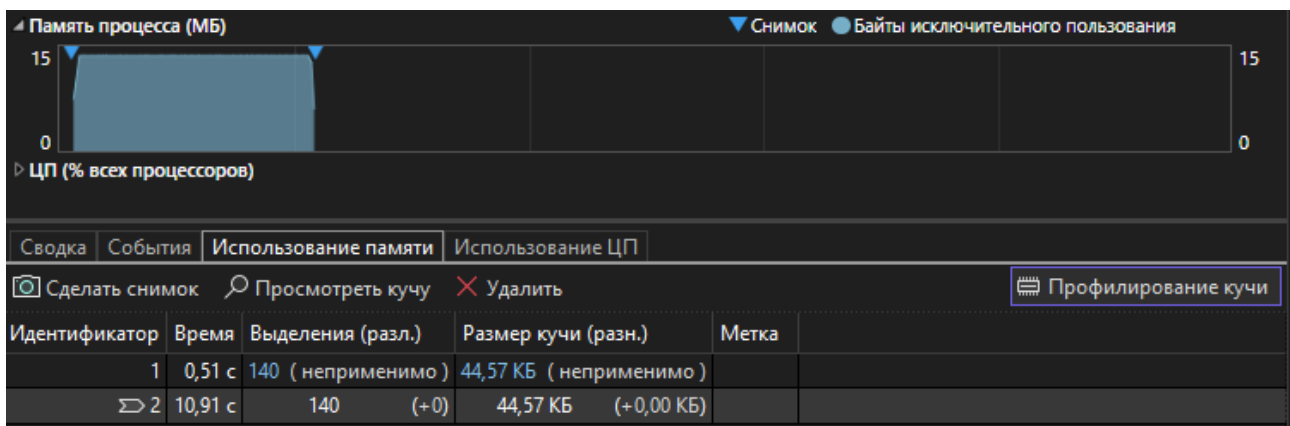 Память процесса (МБ) Снимок Байты исключительного пользования
15 15
0 0
ЦП (% всех процессоров)
Сводка События Использование памяти Использование ЦП
Сделать снимок Просмотреть кучу Удалить Профилирование кучи
Идентификатор Время Выделения (разл.) Размер кучи (разн.) Метка
1 0,51 с 140 ( неприменимо ) 44,57 КБ ( неприменимо )
2 10,91 с 140 (+0) 44,57 КБ (+0,00 КБ)